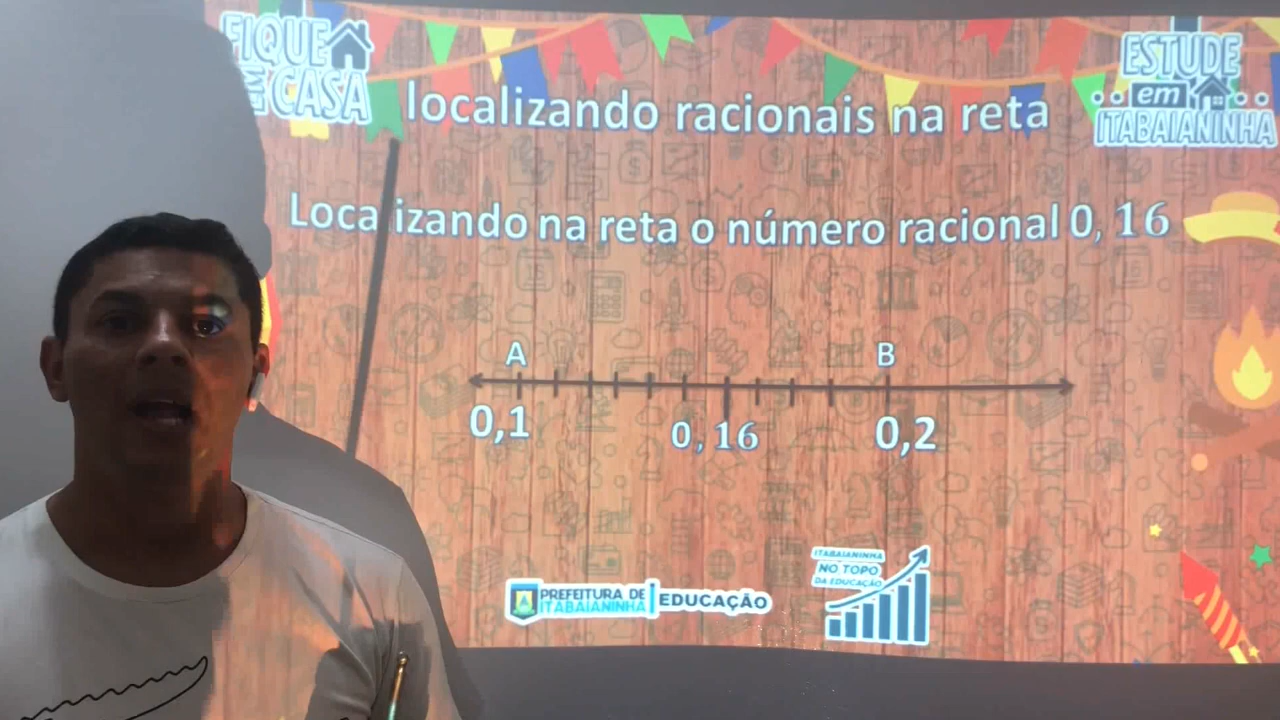 FIQUE
EM
CASA
ESTUDE
em
ITABAIANINHA
localizando racionais na reta
Loca izando na reta o número racional 0, 16
A
B
0,1
0, 16
0,2
PREFEITURA DE
ITABAIANINHA
EDUCAÇÃO
ITABAIANINHA
NO TOPO
DA EDUCAÇÃO